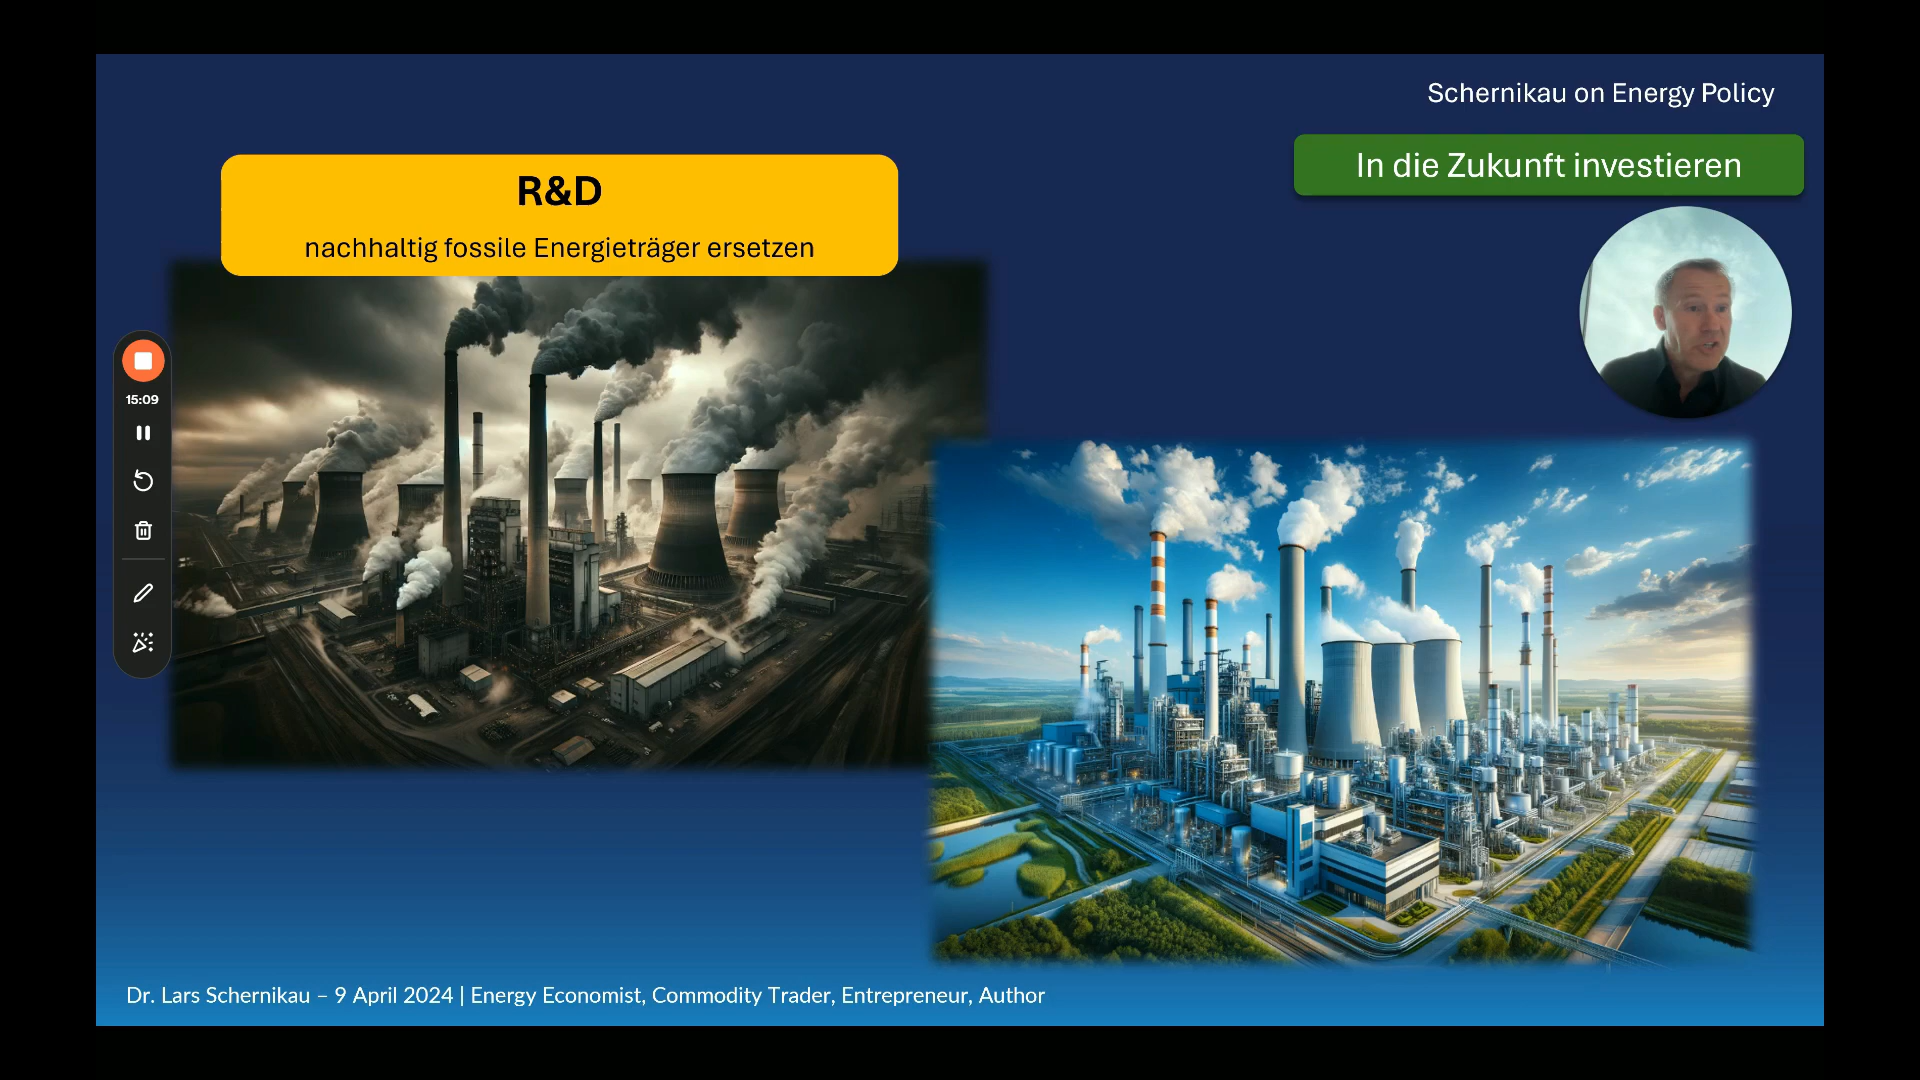 Schernikau on Energy Policy
In die Zukunft investieren
R&D
nachhaltig fossile Energieträger ersetzen
15:09
Dr. Lars Schernikau – 9 April 2024 | Energy Economist, Commodity Trader, Entrepreneur, Author